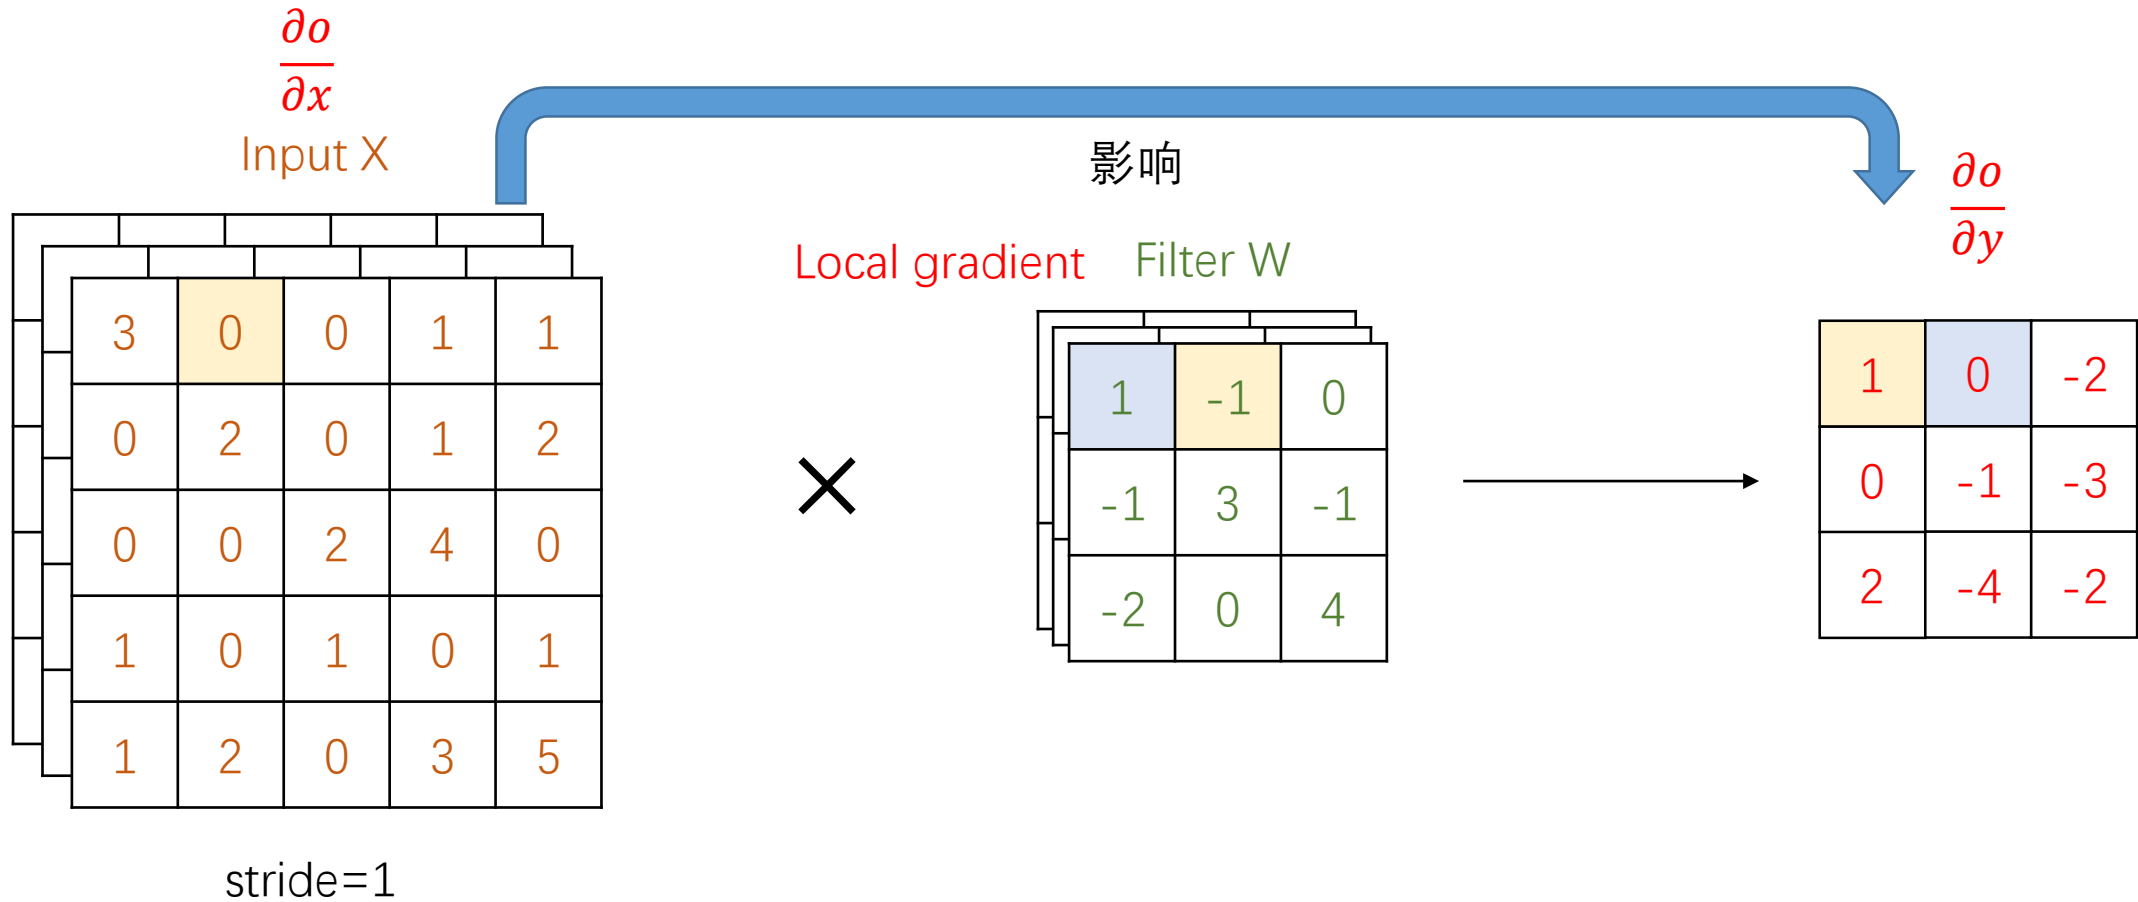 ∂o
∂x
Input X
影响
∂o
∂y
Local gradient Filter W
3 0 0 1 1
0 2 0 1 2
0 0 2 4 0
1 0 1 0 1
1 2 0 3 5
×
1 -1 0
-1 3 -1
-2 0 4
1 0 -2
0 -1 -3
2 -4 -2
stride=1